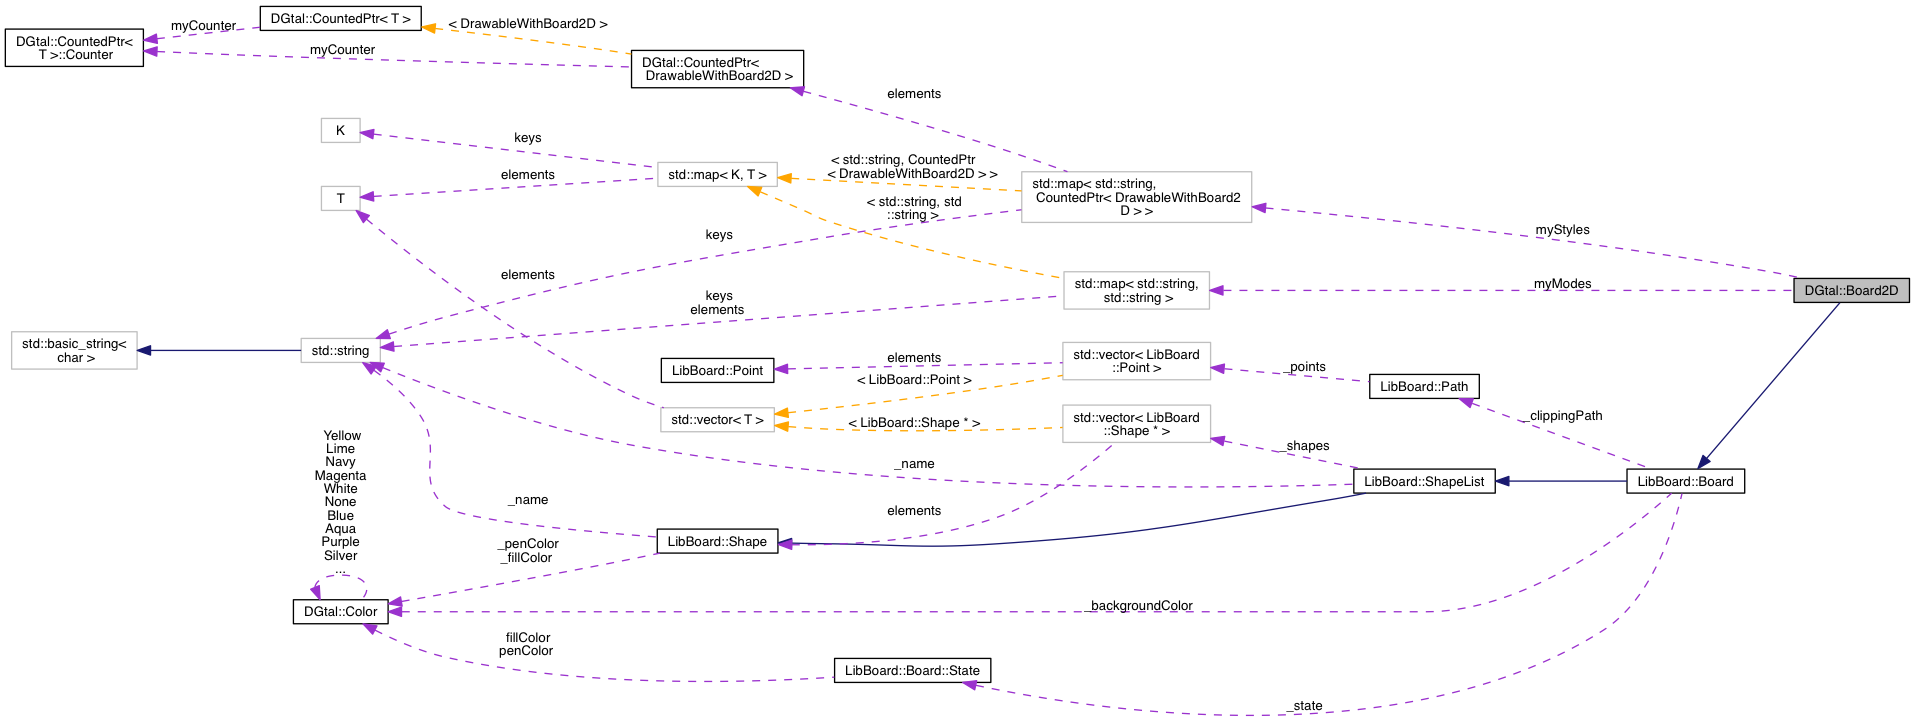 DGtal::CountedPtr< T >
myCounter
< DrawableWithBoard2D >
DGtal::CountedPtr<
T >::Counter
myCounter
DGtal::CountedPtr<
DrawableWithBoard2D >
elements
K
keys
std::map< K, T >
elements
T
< std::string, CountedPtr
< DrawableWithBoard2D > >
std::map< std::string,
CountedPtr< DrawableWithBoard2
D > >
< std::string, std
::string >
keys
myStyles
elements
std::map< std::string,
std::string >
myModes
DGtal::Board2D
keys
elements
std::basic_string<
char >
std::string
LibBoard::Point
elements
std::vector< LibBoard
::Point >
_points
LibBoard::Path
< LibBoard::Point >
std::vector< T >
< LibBoard::Shape * >
std::vector< LibBoard
::Shape * >
_clippingPath
_shapes
_name
LibBoard::ShapeList
LibBoard::Board
Yellow
Lime
Navy
Magenta
White
None
Blue
Aqua
Purple
Silver
...
_name
elements
LibBoard::Shape
_penColor
_fillColor
DGtal::Color
_backgroundColor
fillColor
penColor
LibBoard::Board::State
_state